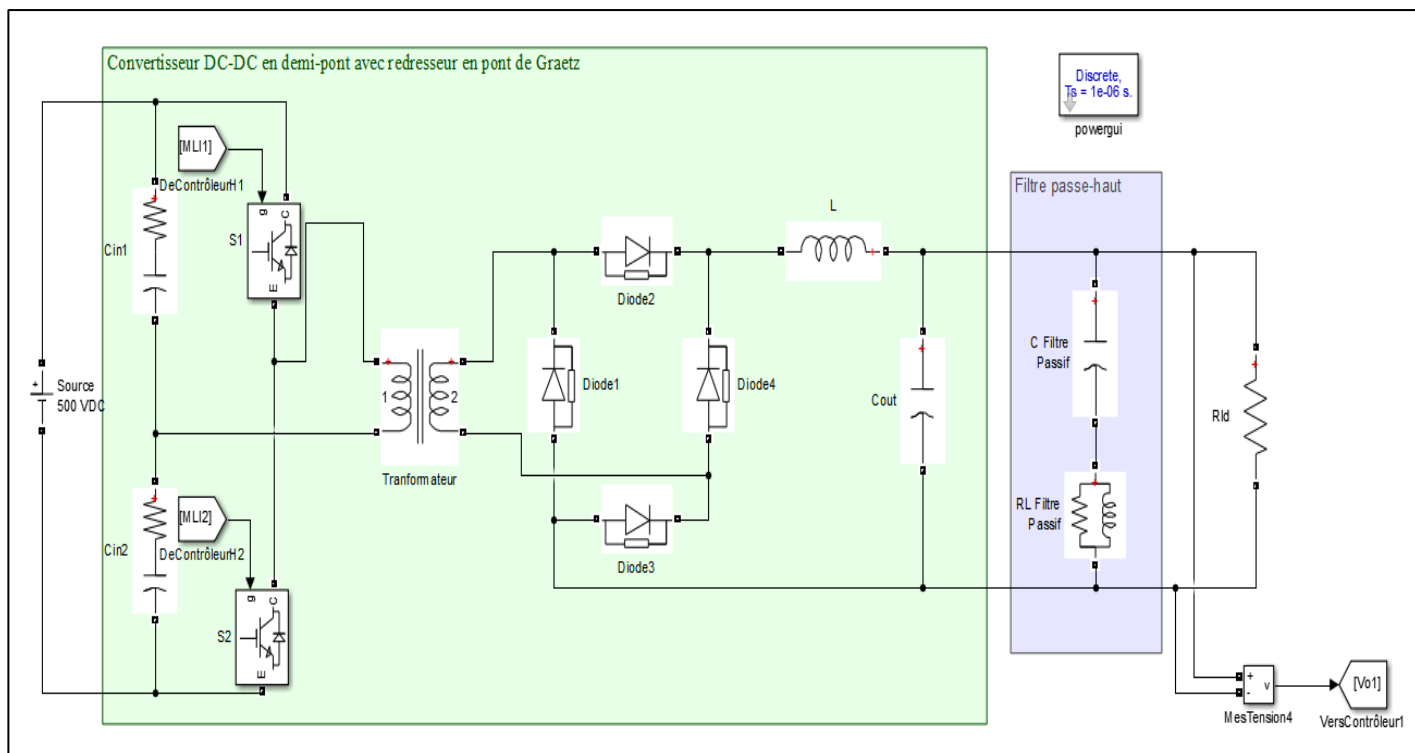 Convertisseur DC-DC en demi-pont avec redresseur en pont de Graetz
Discrete,
Ts = 1e-06 s.
powergui
[MLI1]
DeContrôleurH1
g
C
E
S1
Cin1
Source
500 VDC
+
1
2
Tranformateur
Diode2
Diode1
Diode4
Diode3
L
Cout
Filtre passe-haut
C Filtre
Passif
RL Filtre
Passif
Rld
Cin2
[MLI2]
DeContrôleurH2
g
C
E
S2
+
-
v
MesTension4
[Vo1]
VersContrôleur1